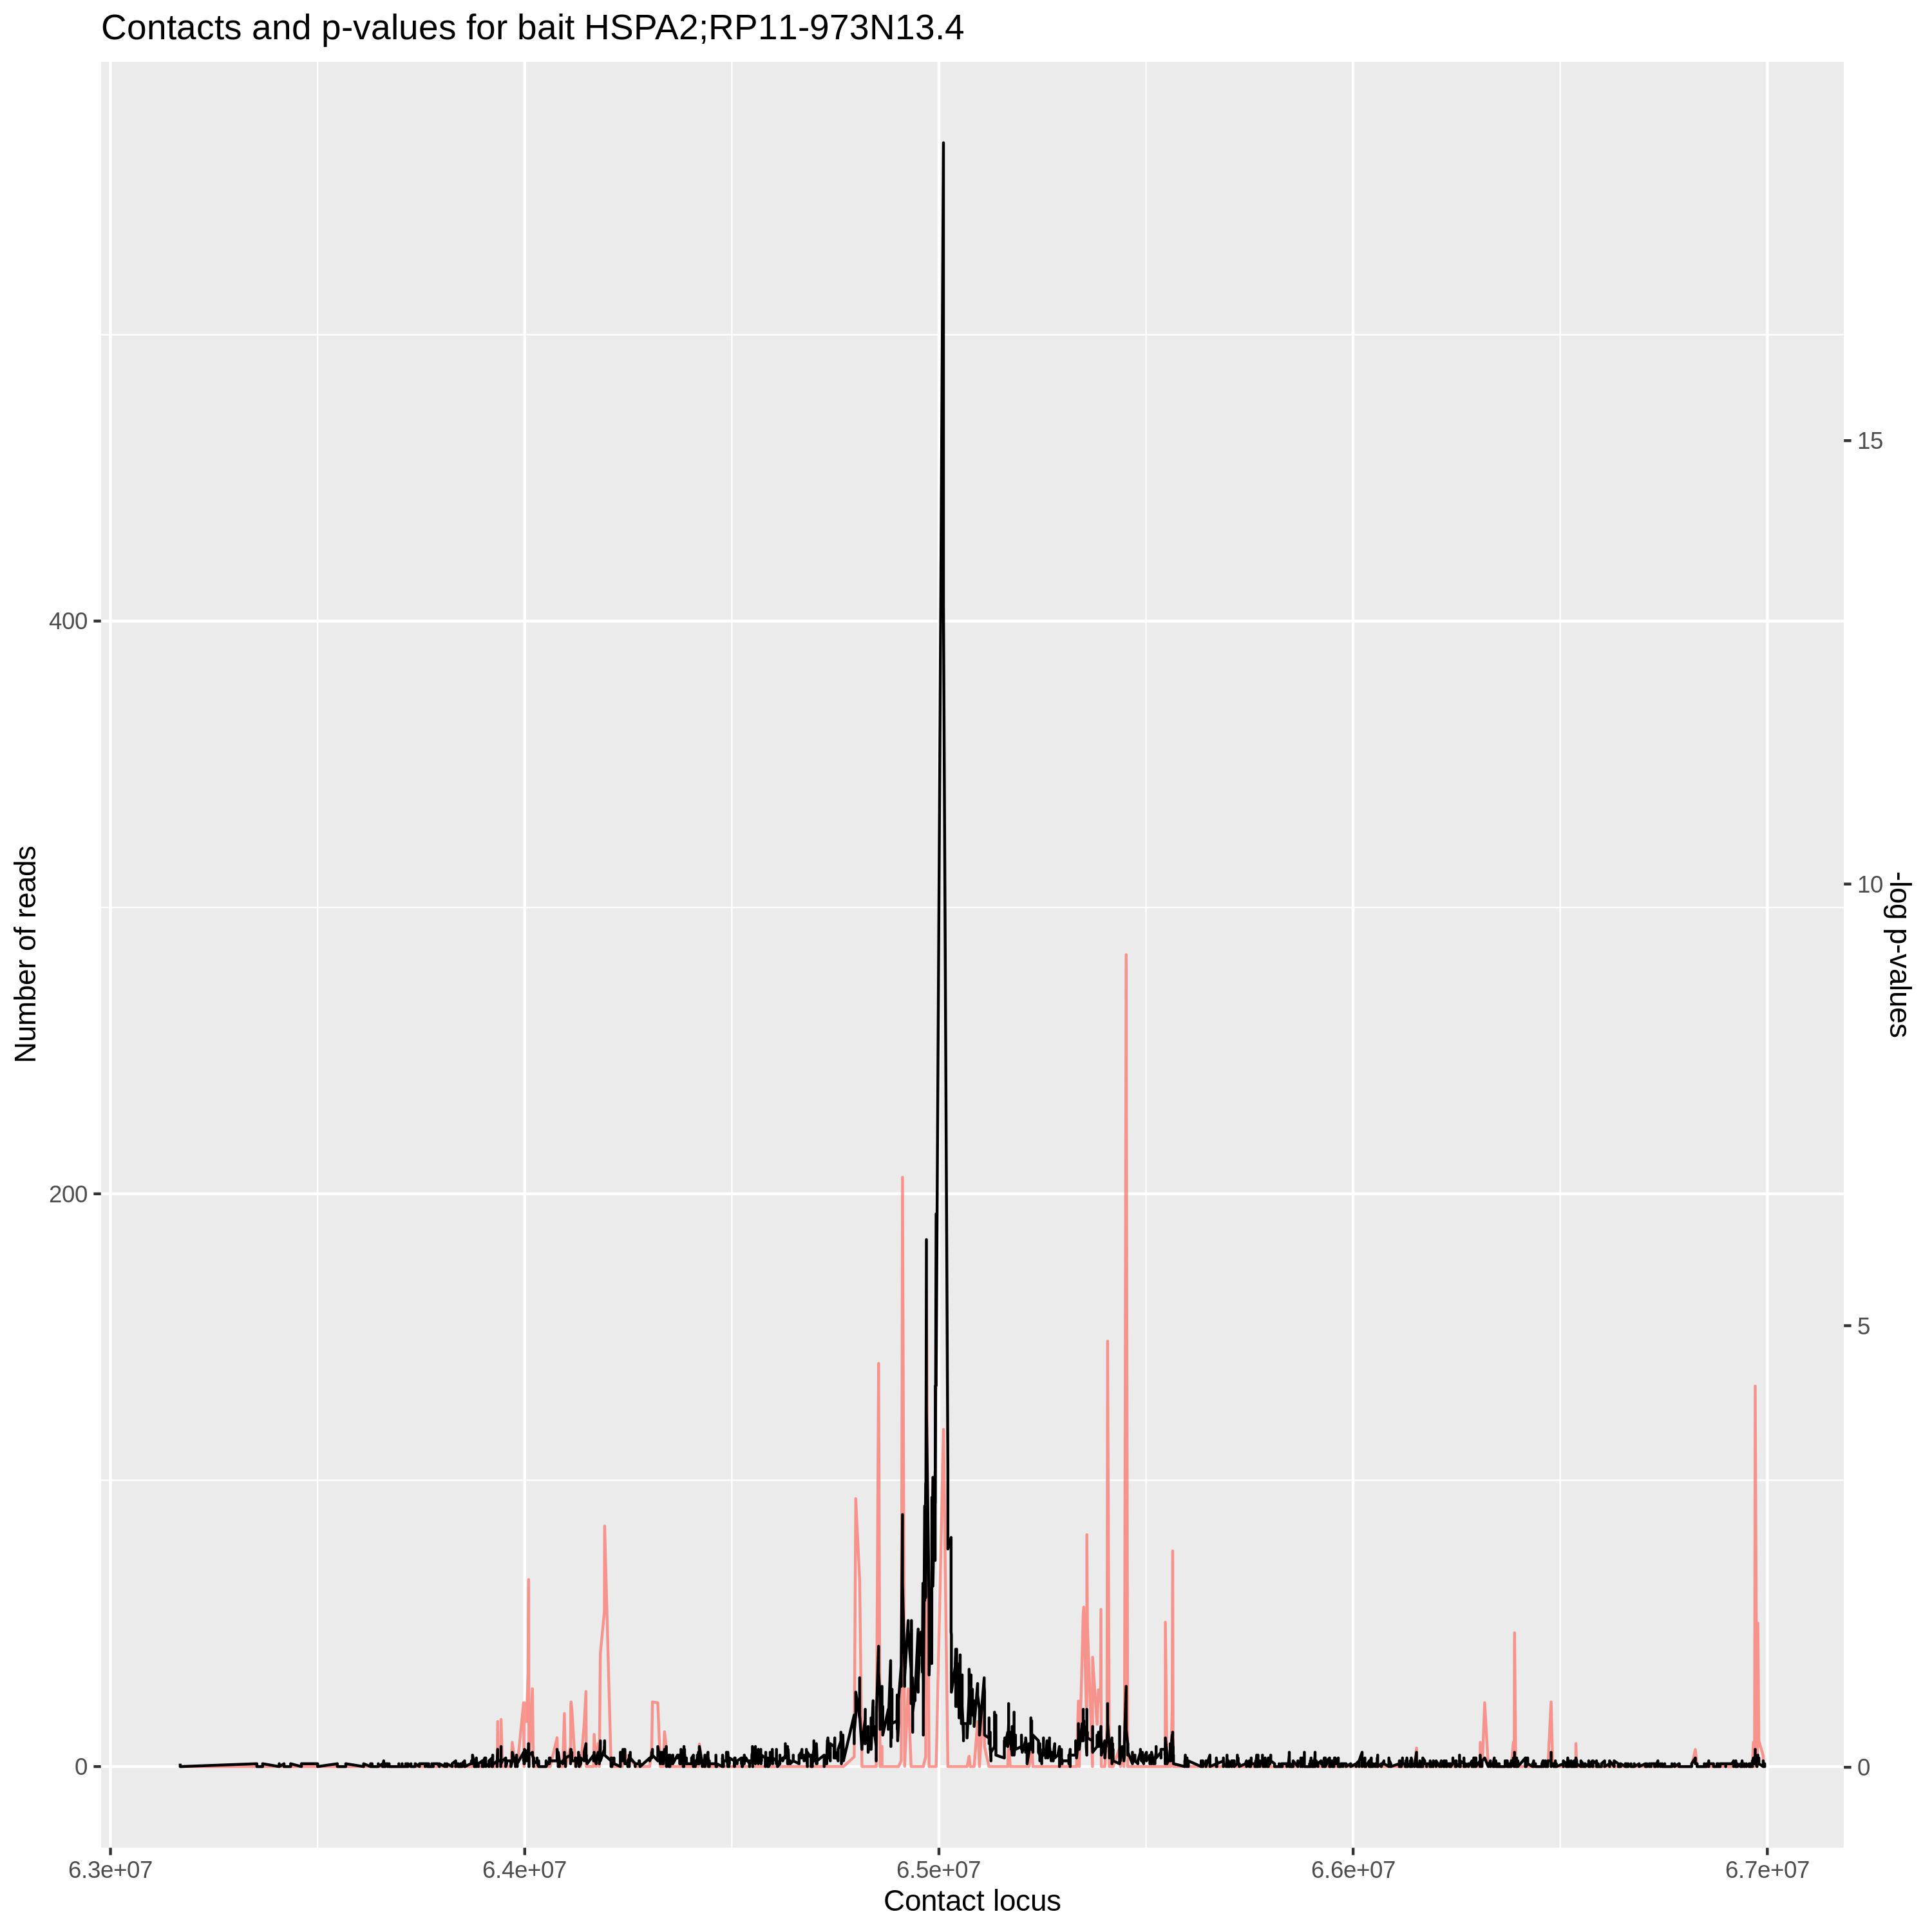 Contacts and p-values for bait HSPA2;RP11-973N13.4
Number of reads
400
200
0
15
10
5
0
-log p-values
6.3e+07
6.4e+07
6.5e+07
6.6e+07
6.7e+07
Contact locus